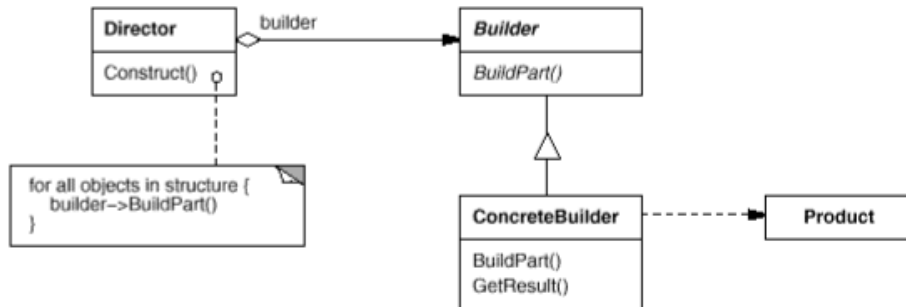 Director
Construct()
builder
Builder
BuildPart()
for all objects in structure {
builder->BuildPart()
}
ConcreteBuilder
BuildPart()
GetResult()
Product